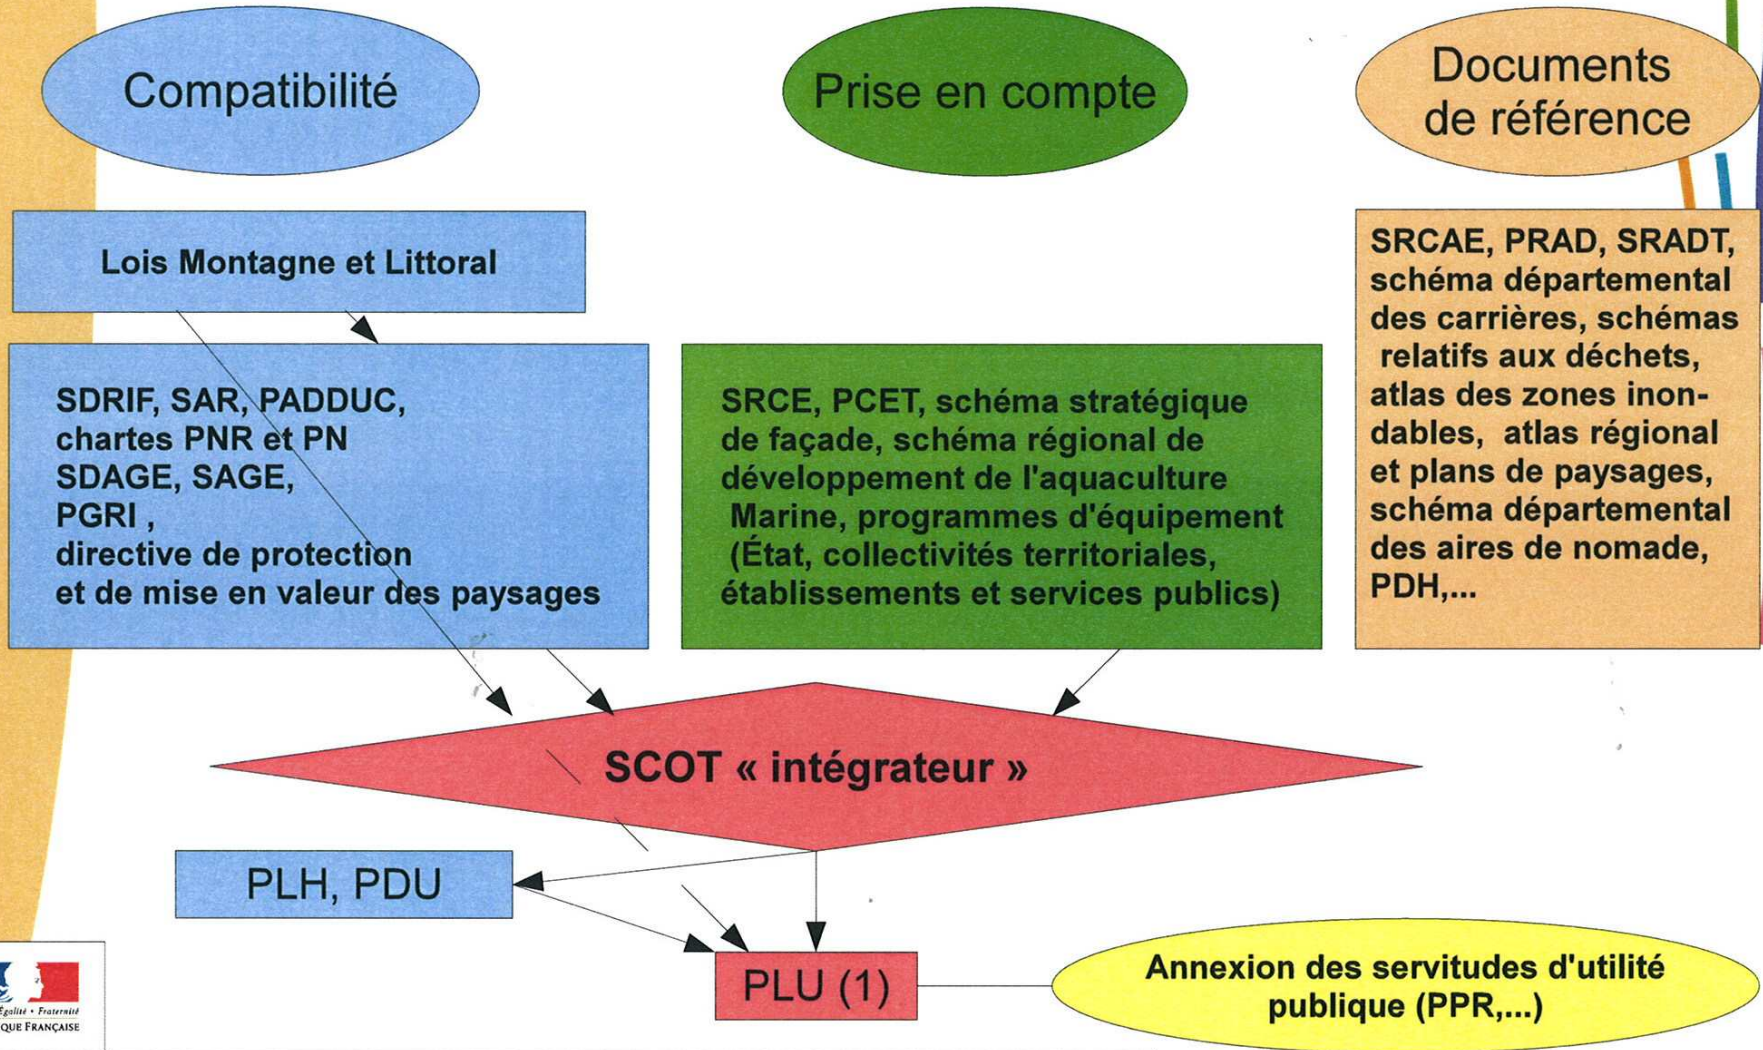 Compatibilité
Prise en compte
Documents
de référence
Lois Montagne et Littoral
SDRIF, SAR, PADDUC,
chartes PNR et PN
SDAGE, SAGE,
PGRI ,
directive de protection
et de mise en valeur des paysages
SRCE, PCET, schéma stratégique
de façade, schéma régional de
développement de l'aquaculture
Marine, programmes d'équipement
(État, collectivités territoriales,
établissements et services publics)
SRCAE, PRAD, SRADT,
schéma départemental
des carrières, schémas
relatifs aux déchets,
atlas des zones inon-
dables, atlas régional
et plans de paysages,
schéma départemental
des aires de nomade,
PDH,...
SCOT « intégrateur »
PLH, PDU
PLU (1)
Annexion des servitudes d'utilité
publique (PPR,...)
Égalité • Fraternité
QUE FRANÇAISE